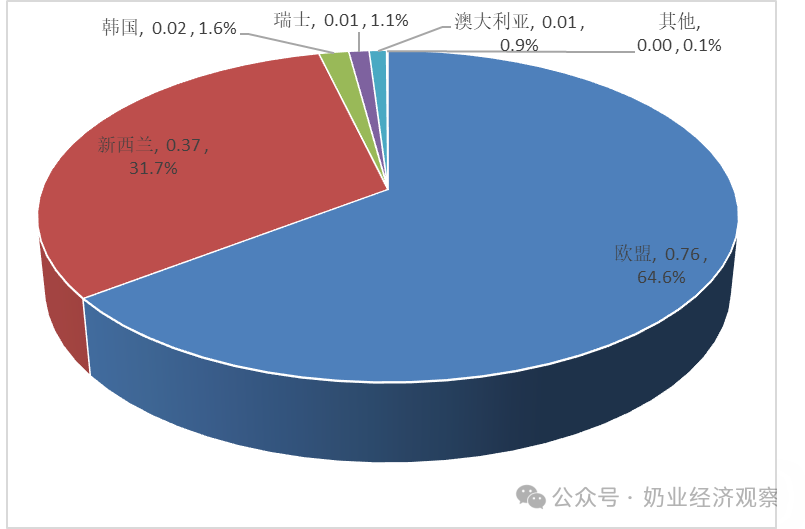 韩国, 0.02, 1.6%
瑞士, 0.01, 1.1%
澳大利亚, 0.01,
0.9%
其他,
0.00, 0.1%
新西兰, 0.37,
31.7%
欧盟, 0.76,
64.6%
公众号 · 奶业经济观察